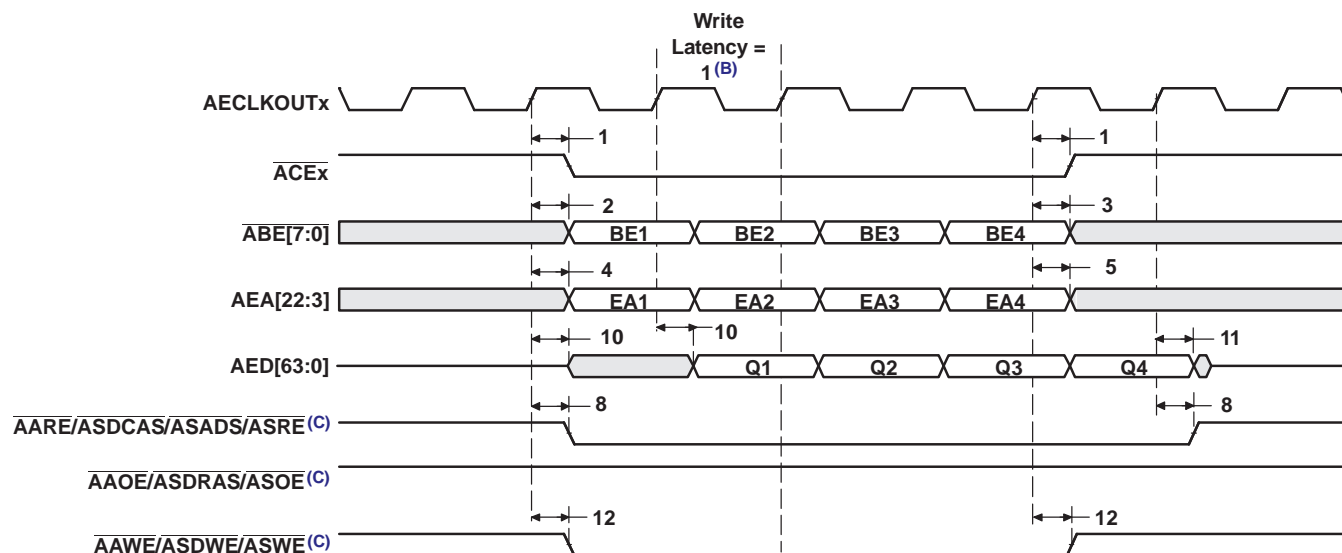 Write
Latency =
1 (B)
AECLKOUTx
1 1
ACEx
2 3
ABE[7:0] BE1 BE2 BE3 BE4
4 5
AEA[22:3] EA1 EA2 EA3 EA4
10 10 11
AED[63:0] Q1 Q2 Q3 Q4
8 8
AARE/ASDCAS/ASADS/ASRE (C)
AAOE/ASDRAS/ASOE (C)
12 12
AAWE/ASDWE/ASWE (C)